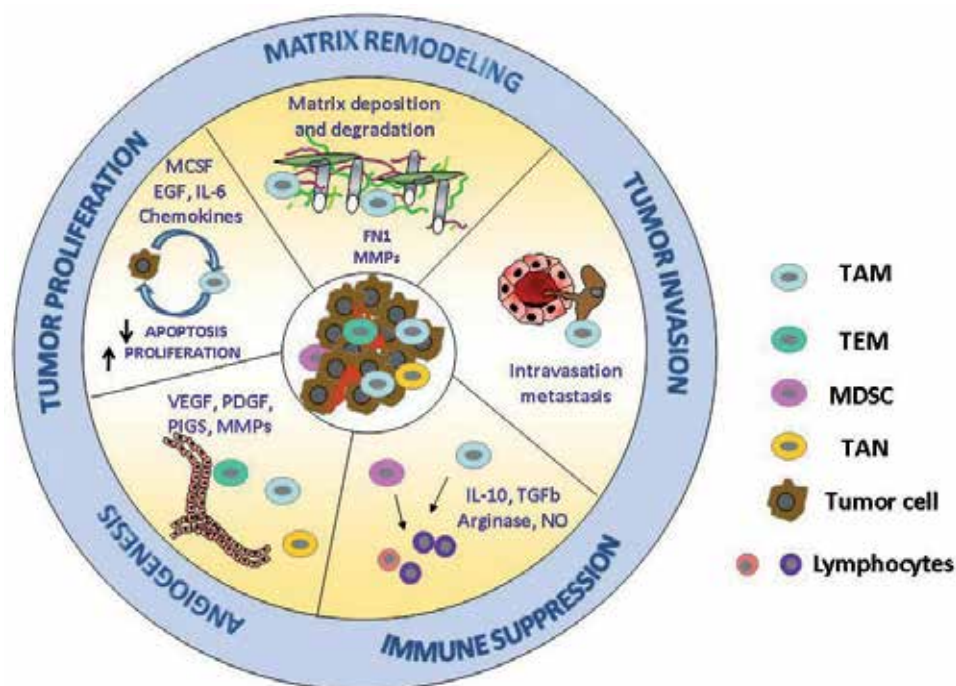 MATRIX REMODELING
Matrix deposition
and degradation
FN1
MMPs
TUMOR PROLIFERATION
MCSF
EGF, IL-6
Chemokines
APOPTOSIS
PROLIFERATION
TUMOR INVASION
Intravasation
metastasis
ANGIOGENESIS
VEGF, PDGF,
PIGS, MMPs
IMMUNE SUPPRESSION
IL-10, TGFb
Arginase, NO
TAM
TEM
MDSC
TAN
Tumor cell
Lymphocytes